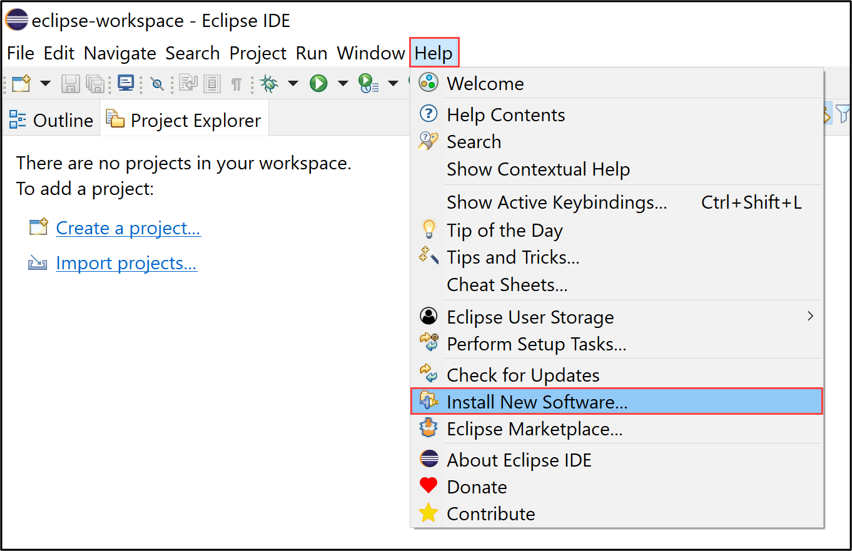 eclipse-workspace - Eclipse IDE
File Edit Navigate Search Project Run Window Help
Outline Project Explorer
There are no projects in your workspace.
To add a project:
Create a project...
Import projects...
Welcome
Help Contents
Search
Show Contextual Help
Show Active Keybindings... Ctrl+Shift+L
Tip of the Day
Tips and Tricks...
Cheat Sheets...
Eclipse User Storage
Perform Setup Tasks...
Check for Updates
Install New Software...
Eclipse Marketplace...
About Eclipse IDE
Donate
Contribute